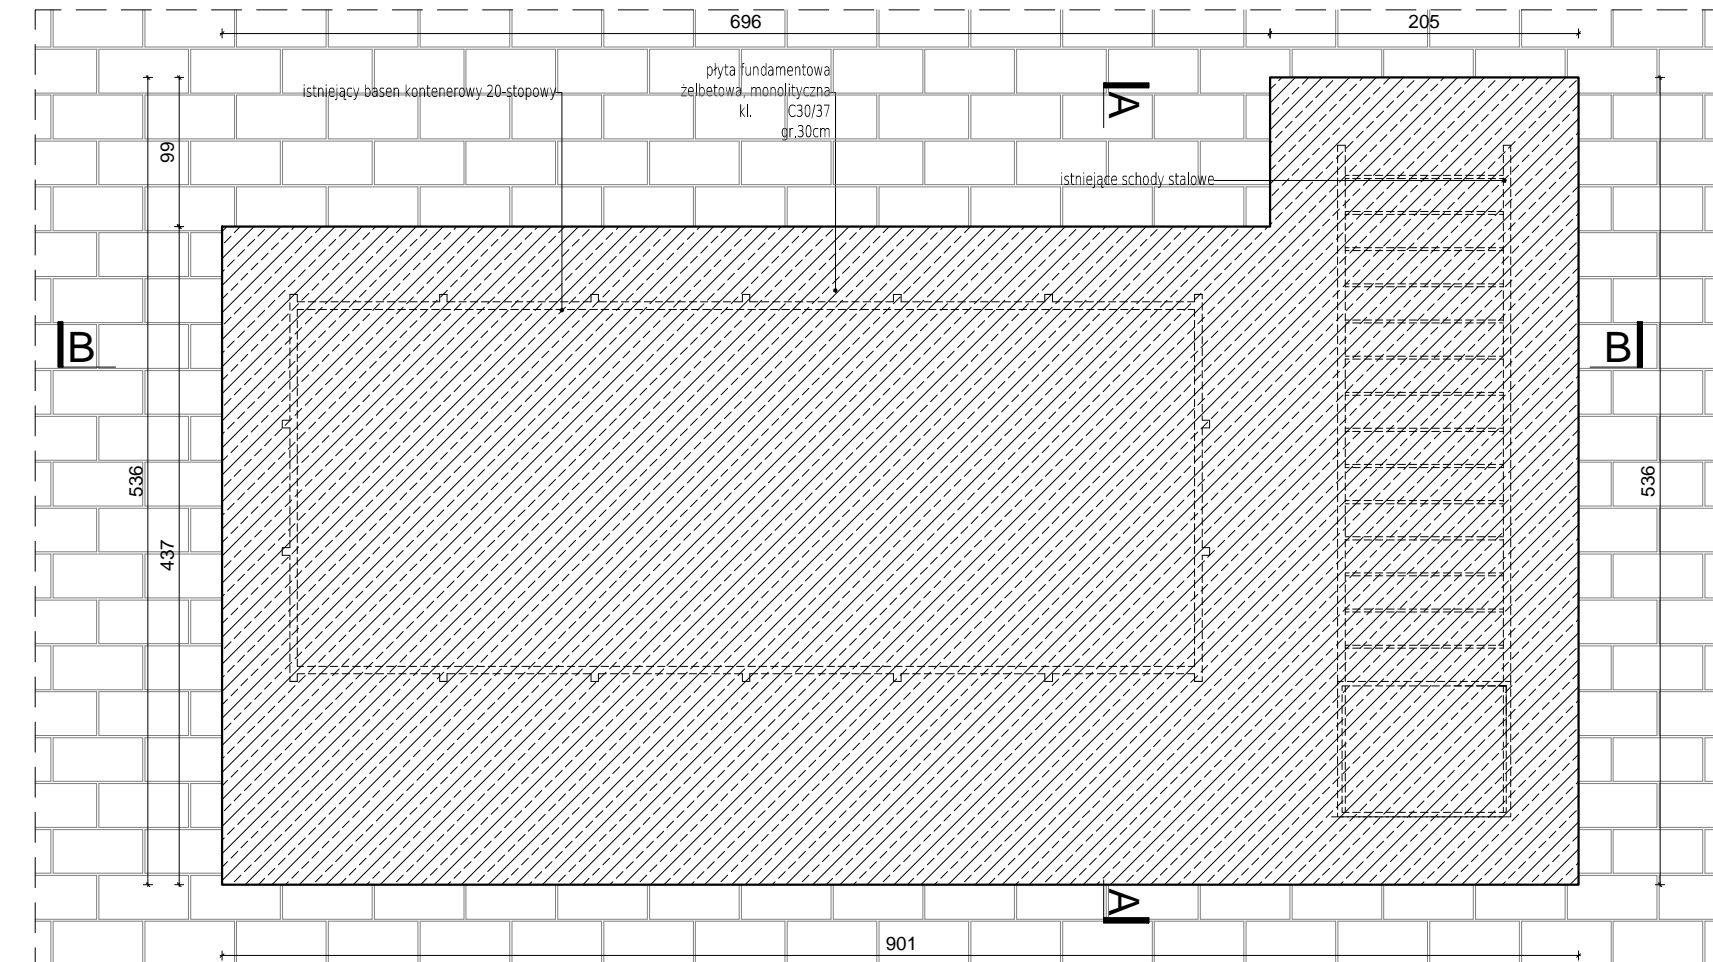 696
205
płyta fundamentowa
istniejący basen kontenerowy 20-stopowy
żelbetowa, monolityczna
kl. C30/37
gr.30cm
A
99
istniejące schody stalowe
B
B
536
536
437
A
901